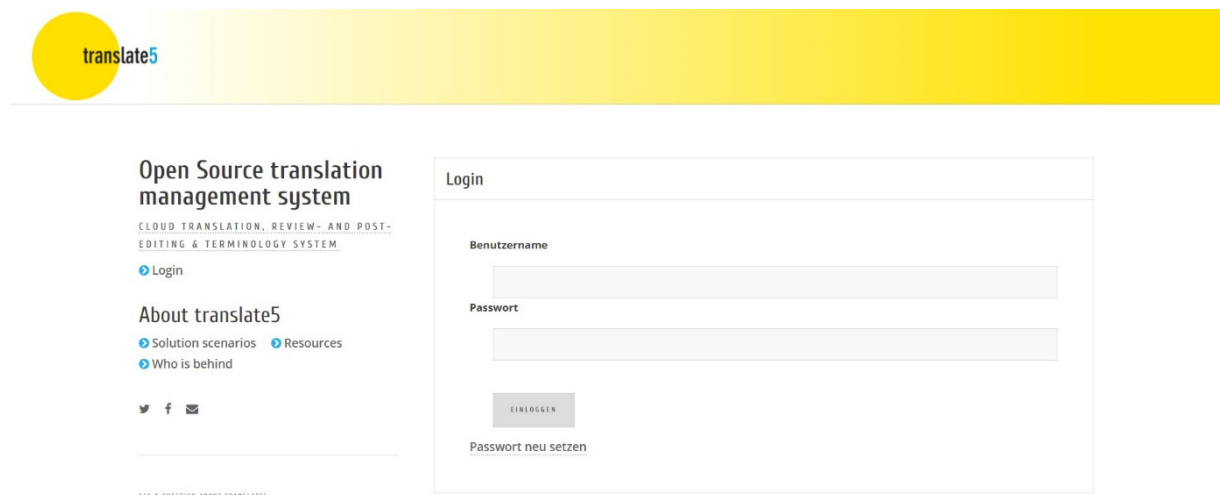 translate5
Open Source translation
management system
CLOUD TRANSLATION, REVIEW- AND POST-
EDITING & TERMINOLOGY SYSTEM
Login
About translate5
Solution scenarios Resources
Who is behind
Login
Benutzername
Passwort
EINLOGGEN
Passwort neu setzen